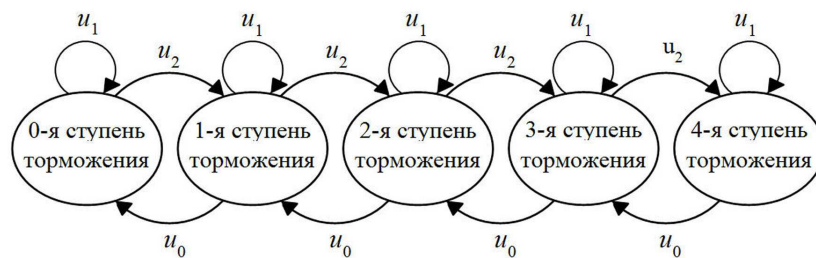 u₁ u₁ u₁ u₁ u₁
u₂ u₂ u₂ u₂
0-я ступень 1-я ступень 2-я ступень 3-я ступень 4-я ступень
торможения торможения торможения торможения торможения
u₀ u₀ u₀ u₀